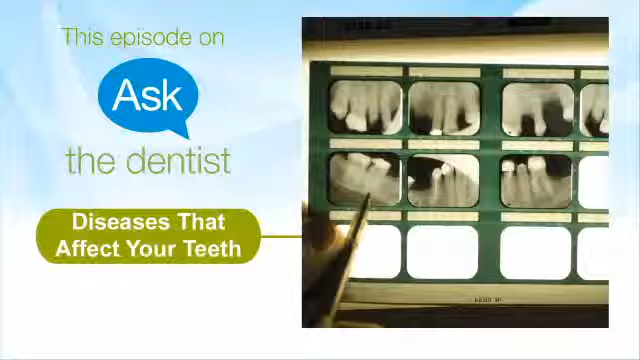 This episode on
Ask
the dentist
Diseases That
Affect Your Teeth